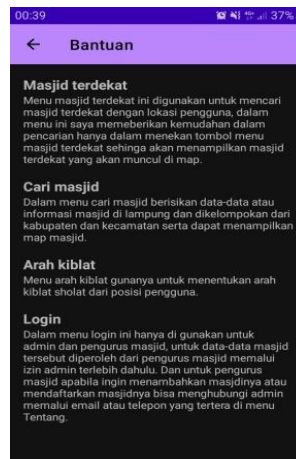 00:39 37%
Bantuan
Masjid terdekat
Menu masjid terdekat ini digunakan untuk mencari
masjid terdekat dengan lokasi pengguna, dalam
menu ini saya memeberikan kemudahan dalam
pencarian hanya dalam menekan tombol menu
masjid terdekat sehinga akan menampilkan masjid
terdekat yang akan muncul di map.
Cari masjid
Dalam menu cari masjid berisikan data-data atau
informasi masjid di lampung dan dikelompokan dari
kabupaten dan kecamatan serta dapat menampilkan
map masjid.
Arah kiblat
Menu arah kiblat gunanya untuk menentukan arah
kiblat sholat dari posisi pengguna.
Login
Dalam menu login ini hanya di gunakan untuk
admin dan pengurus masjid, untuk data-data masjid
tersebut diperoleh dari pengurus masjid memalui
izin admin terlebih dahulu. Dan untuk pengurus
masjid apabila ingin menambahkan masjdinya atau
mendaftarkan masjidnya bisa menghubungi admin
memalui email atau telepon yang tertera di menu
Tentang.